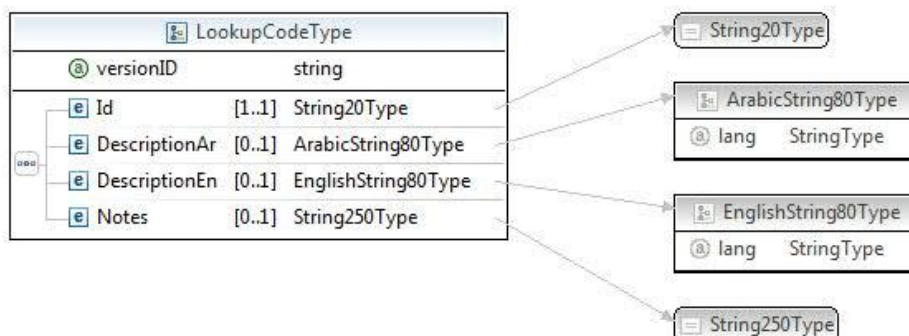 LookupCodeType
versionID string
Id [1..1] String20Type
DescriptionAr [0..1] ArabicString80Type
DescriptionEn [0..1] EnglishString80Type
Notes [0..1] String250Type
String20Type
ArabicString80Type
lang StringType
EnglishString80Type
lang StringType
String250Type